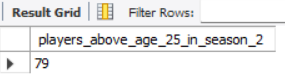 Result Grid Filter Rows:
players_above_age_25_in_season_2
79